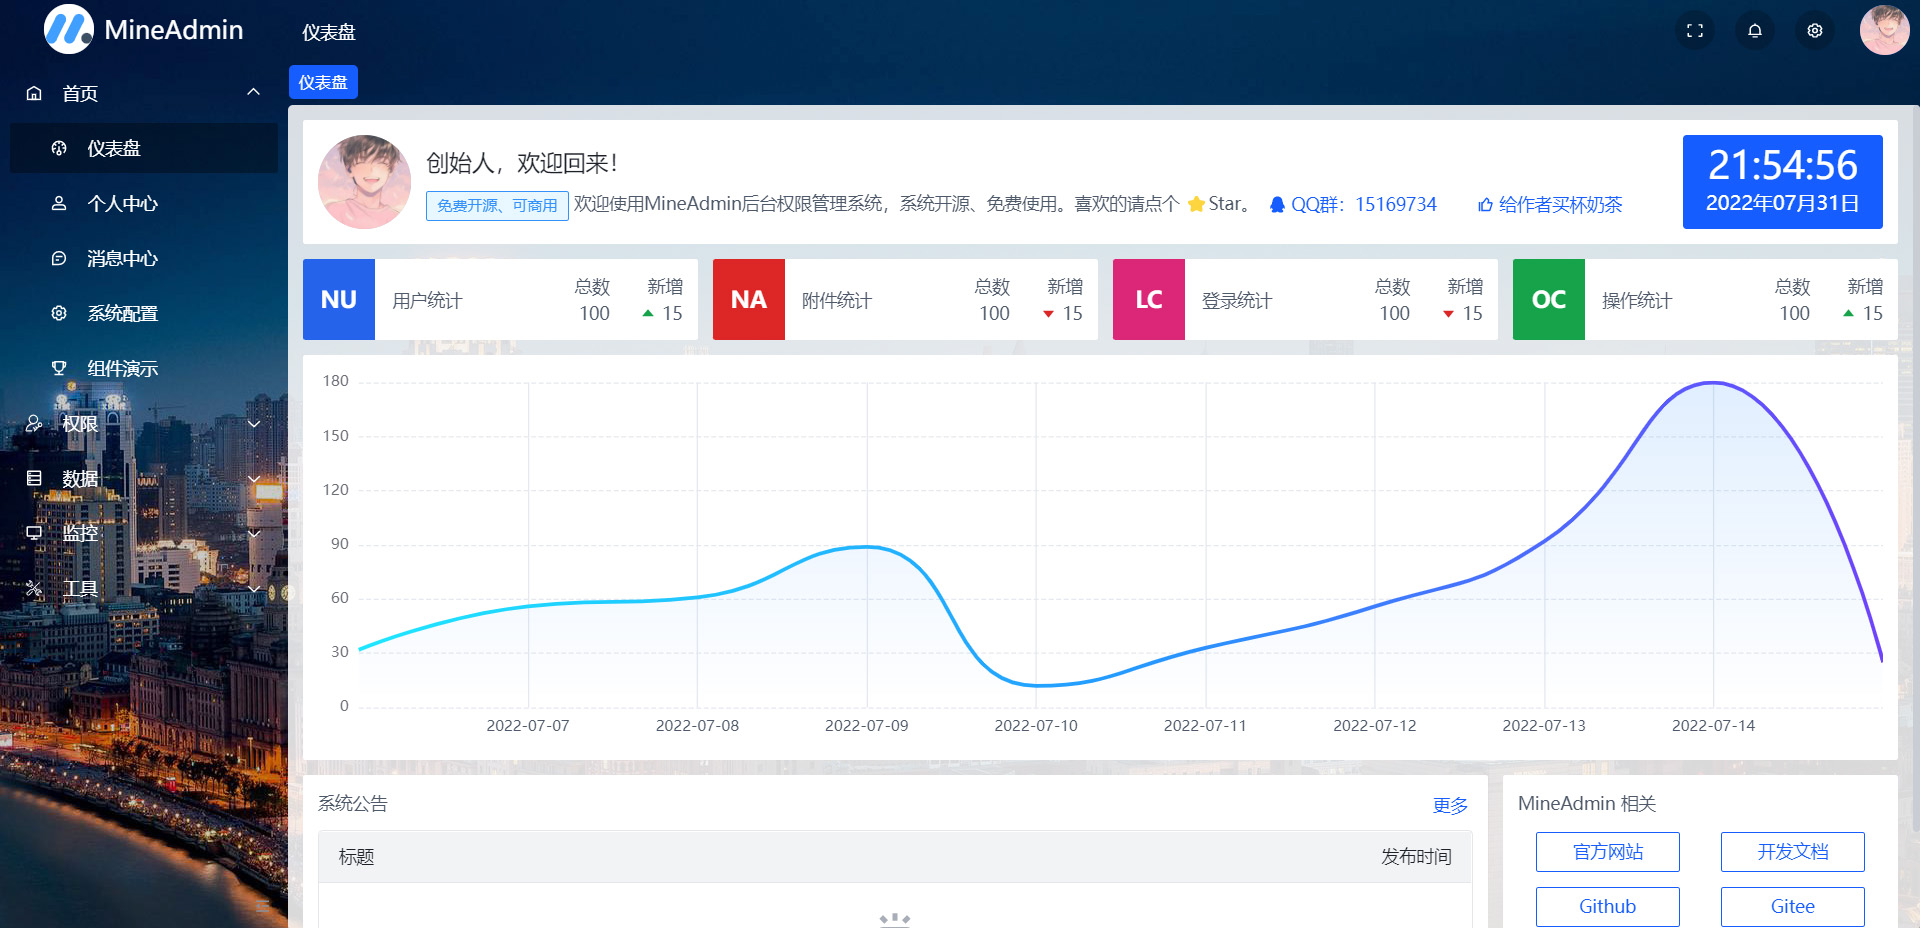 MineAdmin
仪表盘
仪表盘
首页
仪表盘
个人中心
消息中心
系统配置
组件演示
权限
数据
监控
工具
创始人，欢迎回来！
免费开源、可商用 欢迎使用MineAdmin后台权限管理系统，系统开源、免费使用。喜欢的请点个 ⭐Star。 QQ群：15169734 给作者买杯奶茶
21:54:56
2022年07月31日
NU 用户统计 总数 新增
100 15
NA 附件统计 总数 新增
100 15
LC 登录统计 总数 新增
100 15
OC 操作统计 总数 新增
100 15
180
150
120
90
60
30
0
2022-07-07 2022-07-08 2022-07-09 2022-07-10 2022-07-11 2022-07-12 2022-07-13 2022-07-14
系统公告 更多
标题 发布时间
MineAdmin 相关
官方网站 开发文档
Github Gitee